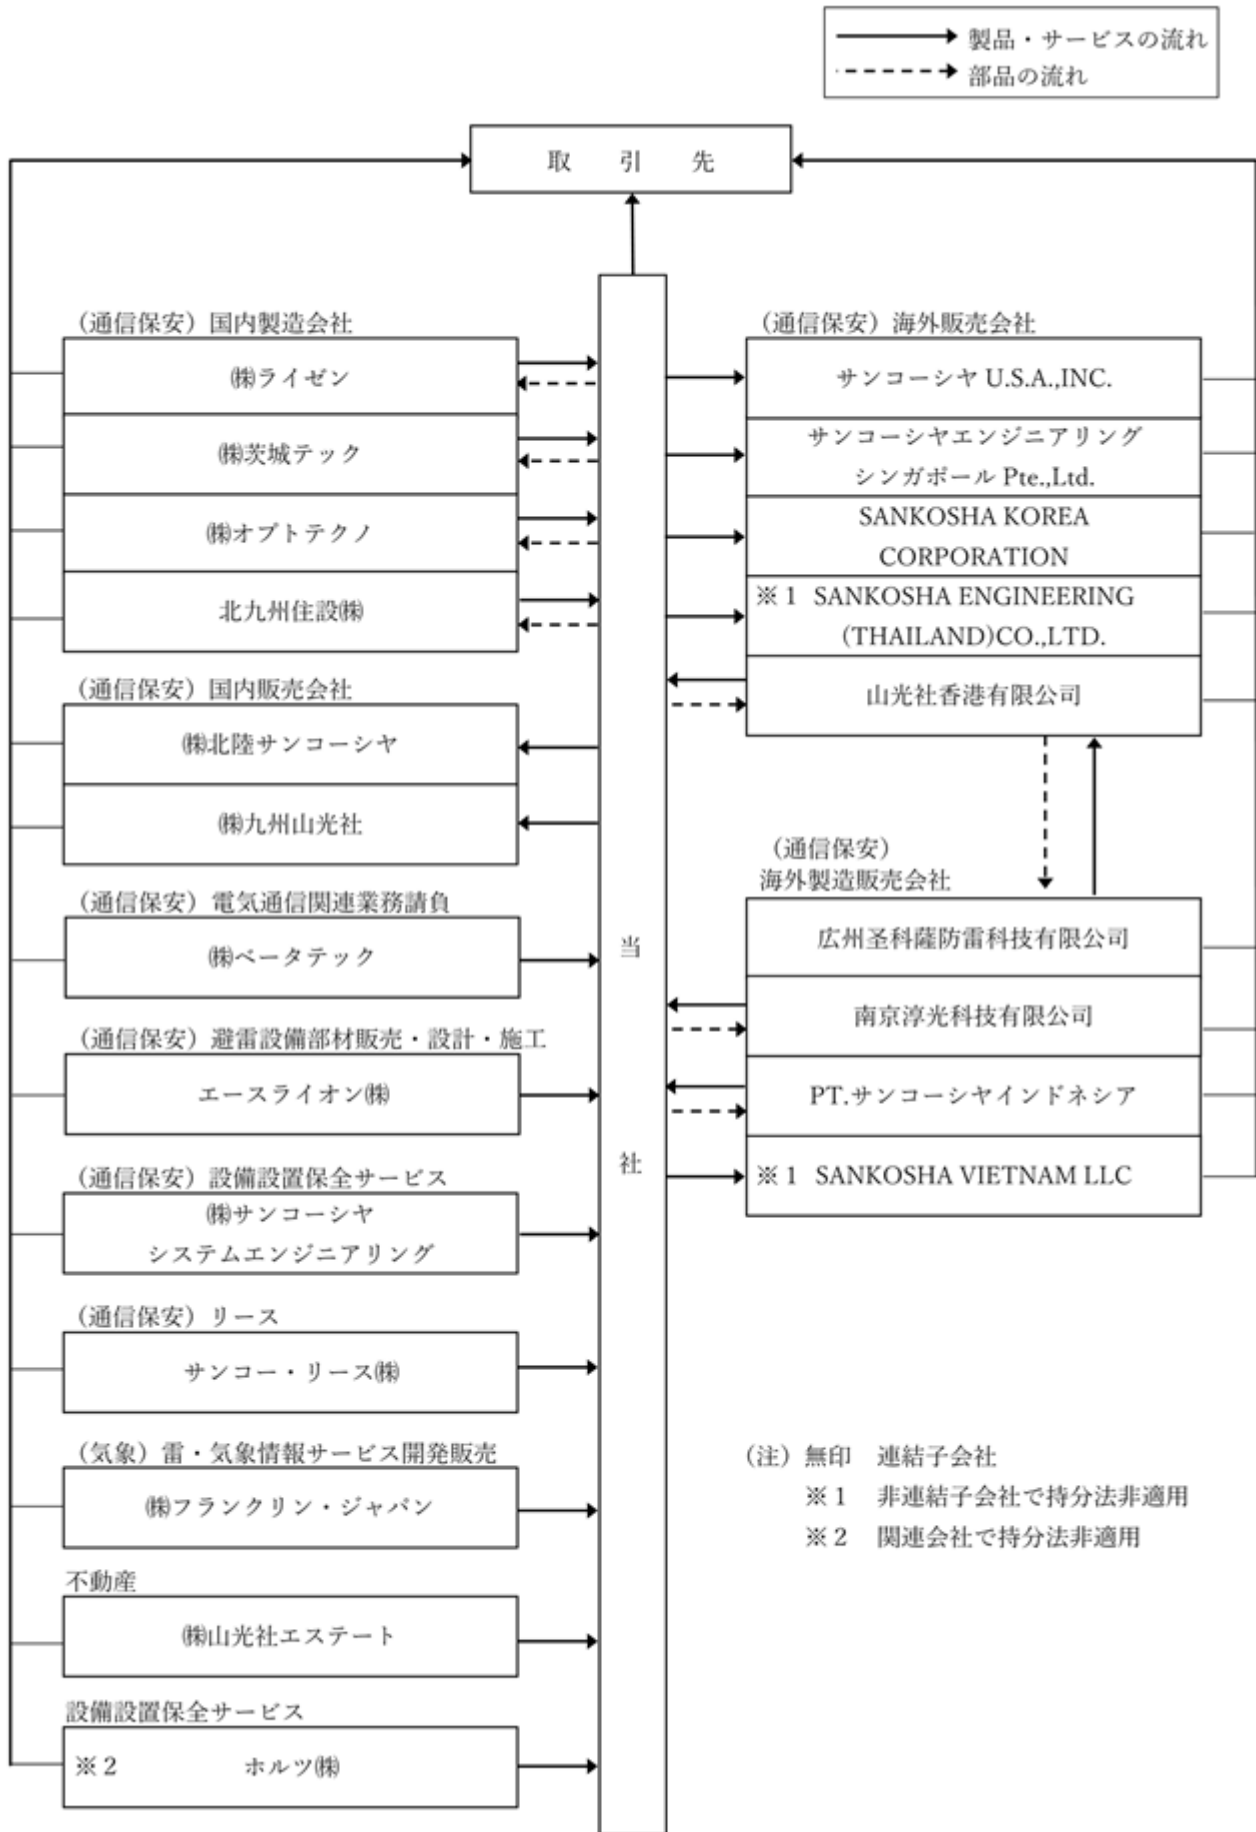 製品・サービスの流れ
部品の流れ
取引先
（通信保安）国内製造会社
㈱ライゼン
㈱茨城テック
㈱オプトテクノ
北九州住設㈱
（通信保安）国内販売会社
㈱北陸サンコーシヤ
㈱九州山光社
（通信保安）電気通信関連業務請負
㈱ベータテック
（通信保安）避雷設備部材販売・設計・施工
エースライオン㈱
（通信保安）設備設置保全サービス
㈱サンコーシヤ
システムエンジニアリング
（通信保安）リース
サンコー・リース㈱
（気象）雷・気象情報サービス開発販売
㈱フランクリン・ジャパン
不動産
㈱山光社エステート
設備設置保全サービス
※２ ホルツ㈱
当
社
（通信保安）海外販売会社
サンコーシヤ U.S.A.,INC.
サンコーシヤエンジニアリング
シンガポール Pte.,Ltd.
SANKOSHA KOREA
CORPORATION
※１ SANKOSHA ENGINEERING
(THAILAND)CO.,LTD.
山光社香港有限公司
（通信保安）
海外製造販売会社
広州圣科薩防雷科技有限公司
南京淳光科技有限公司
PT.サンコーシヤインドネシア
※１ SANKOSHA VIETNAM LLC
（注）無印 連結子会社
※１ 非連結子会社で持分法非適用
※２ 関連会社で持分法非適用